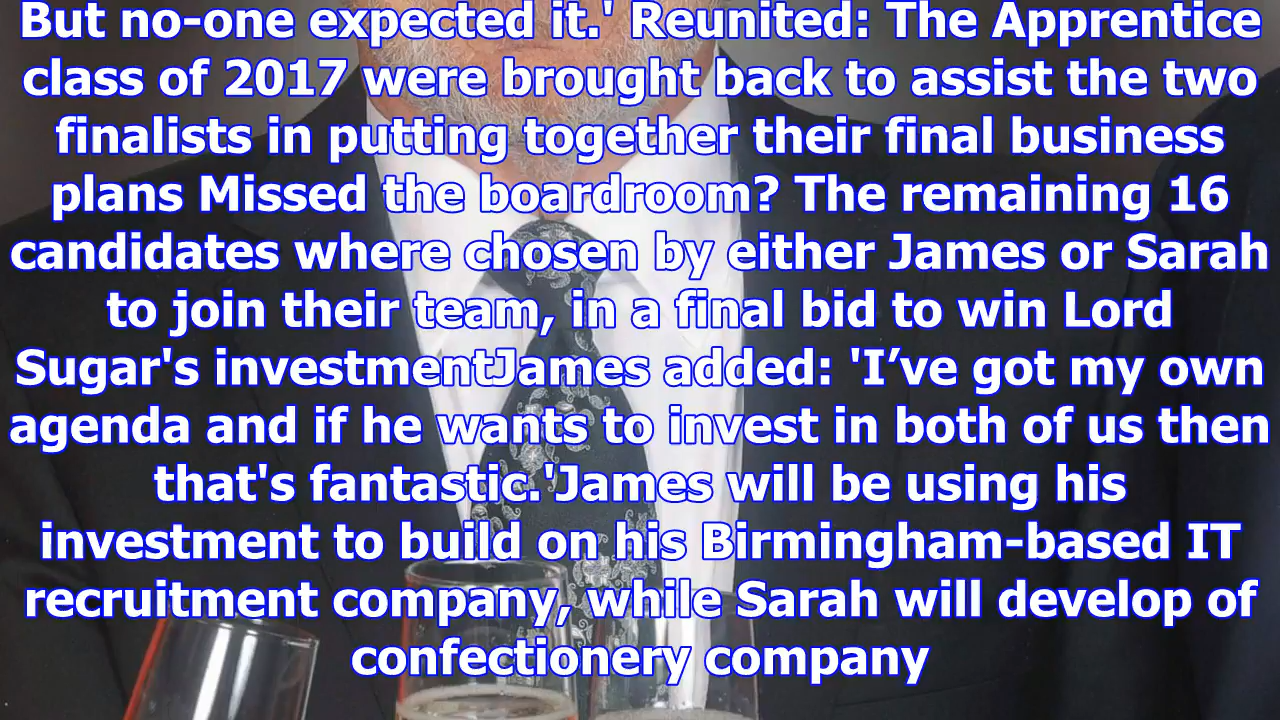 But no-one expected it.' Reunited: The Apprentice
class of 2017 were brought back to assist the two
finalists in putting together their final business
plans Missed the boardroom? The remaining 16
candidates where chosen by either James or Sarah
to join their team, in a final bid to win Lord
Sugar's investmentJames added: 'I’ve got my own
agenda and if he wants to invest in both of us then
that's fantastic.'James will be using his
investment to build on his Birmingham-based IT
recruitment company, while Sarah will develop of
confectionery company